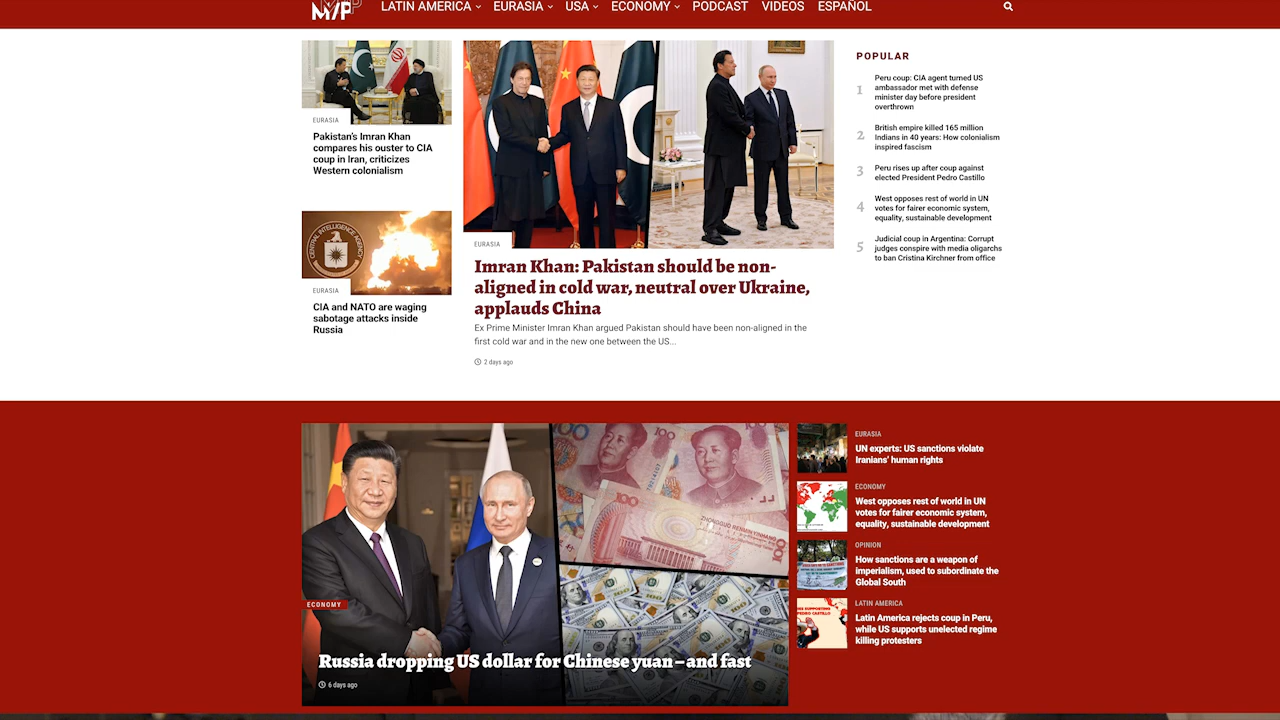 LATIN AMERICA EURASIA USA ECONOMY PODCAST VIDEOS ESPAÑOL
EURASIA
Pakistan’s Imran Khan
compares his ouster to CIA
coup in Iran, criticizes
Western colonialism
CENTRAL INTELLIGENCE AGENCY
EURASIA
CIA and NATO are waging
sabotage attacks inside
Russia
EURASIA
Imran Khan: Pakistan should be non-
aligned in cold war, neutral over Ukraine,
applauds China
Ex Prime Minister Imran Khan argued Pakistan should have been non-aligned in the
first cold war and in the new one between the US...
2 days ago
POPULAR
1 Peru coup: CIA agent turned US
ambassador met with defense
minister day before president
overthrown
2 British empire killed 165 million
Indians in 40 years: How colonialism
inspired fascism
3 Peru rises up after coup against
elected President Pedro Castillo
4 West opposes rest of world in UN
votes for fairer economic system,
equality, sustainable development
5 Judicial coup in Argentina: Corrupt
judges conspire with media oligarchs
to ban Cristina Kirchner from office
100
100
100
ZHONGGUO RENMIN YINHANG
ECONOMY
Russia dropping US dollar for Chinese yuan – and fast
6 days ago
EURASIA
UN experts: US sanctions violate
Iranians’ human rights
ECONOMY
West opposes rest of world in UN
votes for fairer economic system,
equality, sustainable development
OPINION
How sanctions are a weapon of
imperialism, used to subordinate the
Global South
LATIN AMERICA
Latin America rejects coup in Peru,
while US supports unelected regime
killing protesters